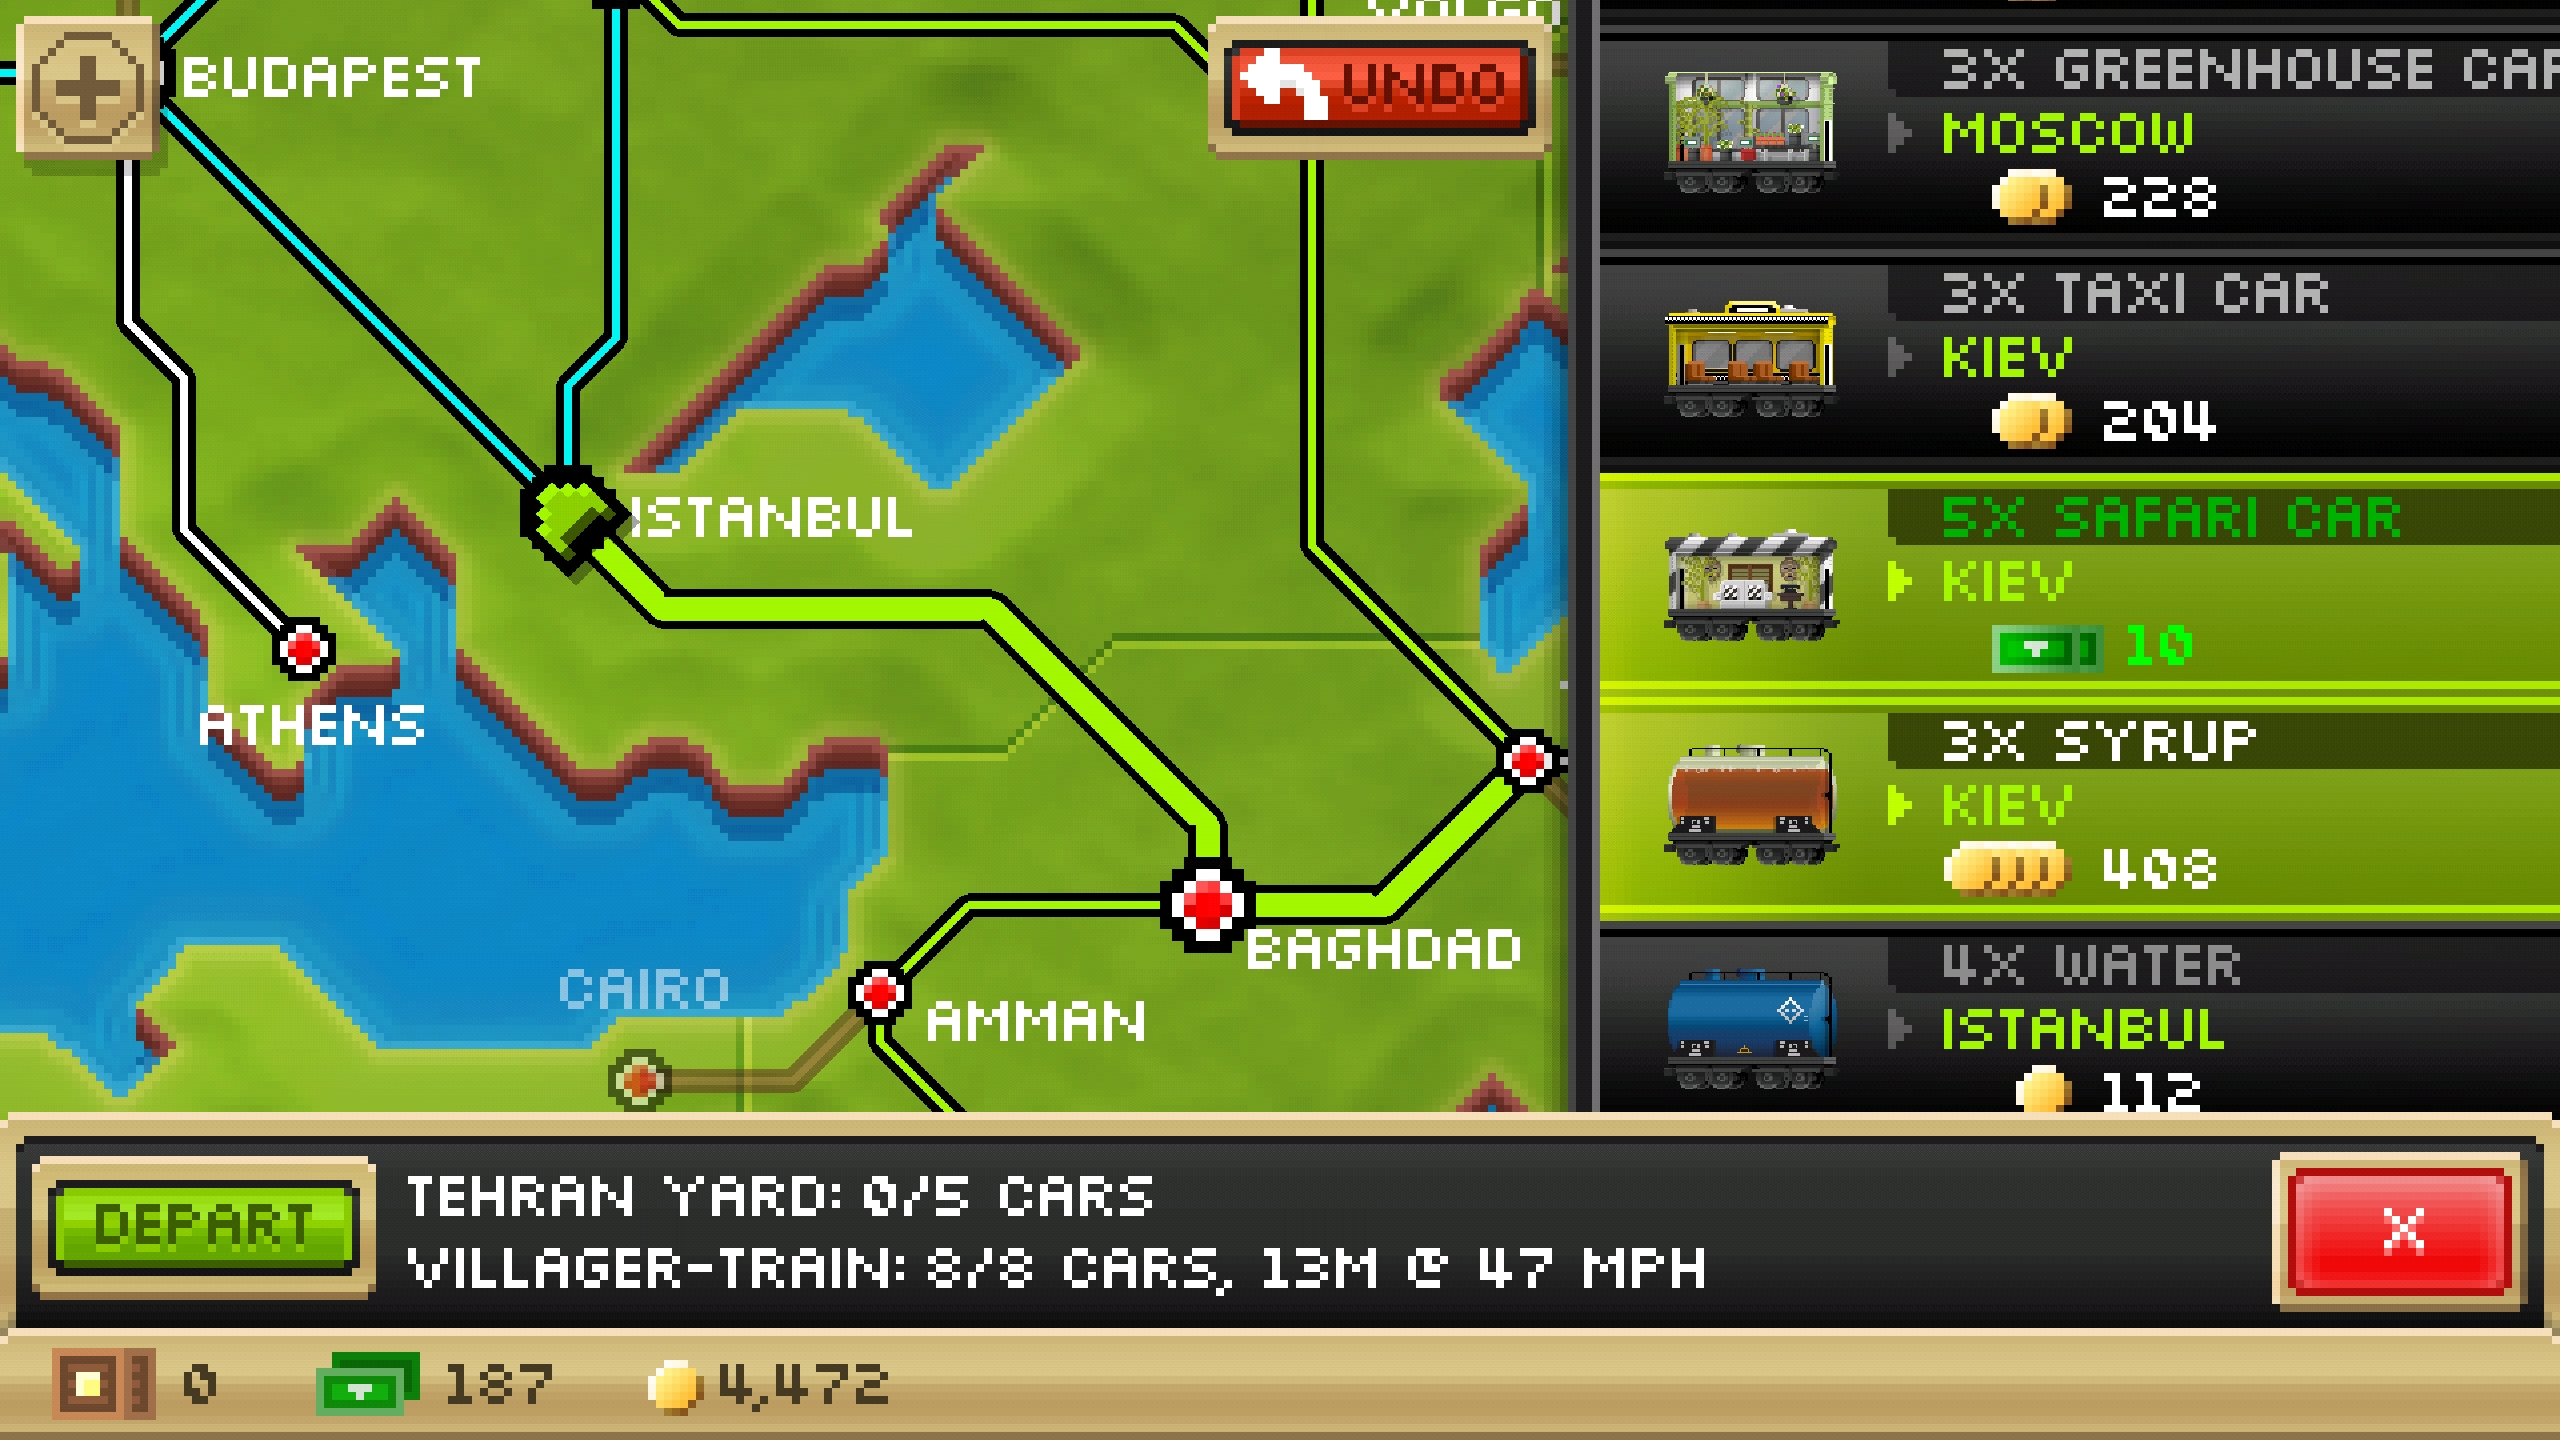 BUDAPEST
UNDO
ISTANBUL
ATHENS
BAGHDAD
CAIRO
AMMAN
3X GREENHOUSE CAR
MOSCOW
228
3X TAXI CAR
KIEV
204
5X SAFARI CAR
KIEV
10
3X SYRUP
KIEV
408
4X WATER
ISTANBUL
112
DEPART
TEHRAN YARD: 0/5 CARS
VILLAGER-TRAIN: 8/8 CARS, 13M @ 47 MPH
X
0
187
4,472